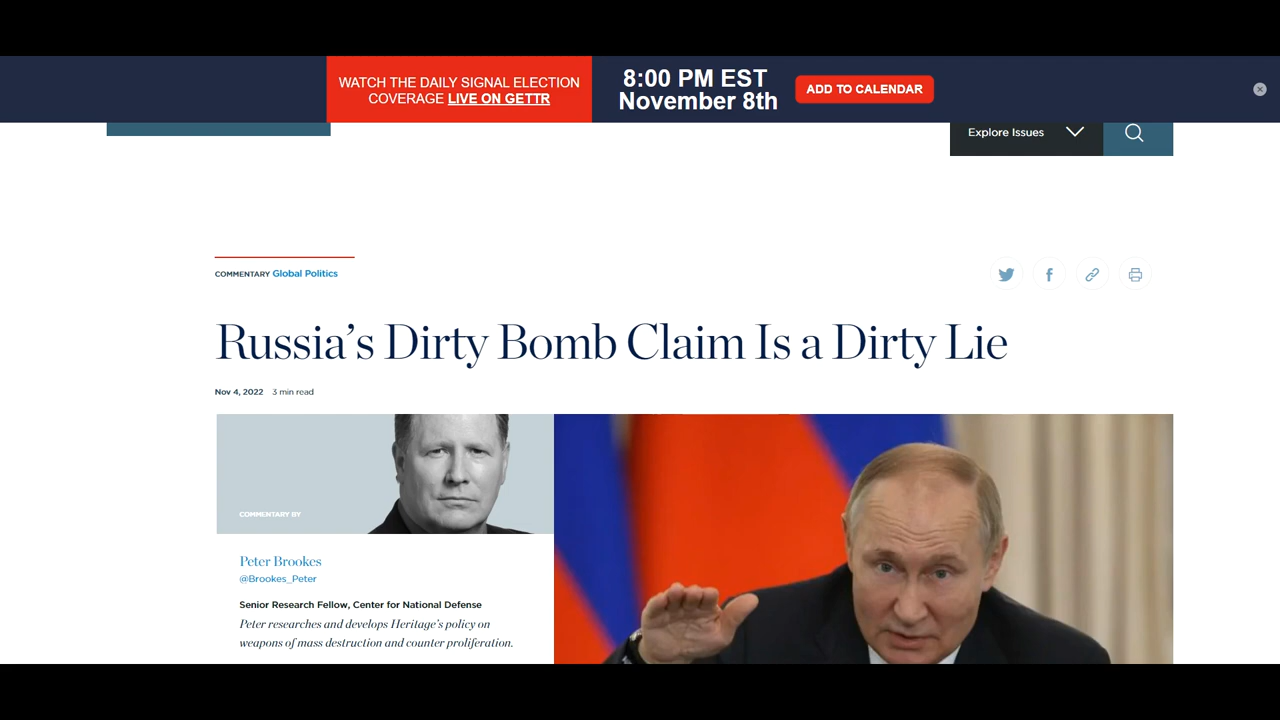 WATCH THE DAILY SIGNAL ELECTION
COVERAGE LIVE ON GETTR
8:00 PM EST
November 8th
ADD TO CALENDAR
Explore Issues
COMMENTARY Global Politics
Russia’s Dirty Bomb Claim Is a Dirty Lie
Nov 4, 2022 3 min read
COMMENTARY BY
Peter Brookes
@Brookes_Peter
Senior Research Fellow, Center for National Defense
Peter researches and develops Heritage’s policy on
weapons of mass destruction and counter proliferation.